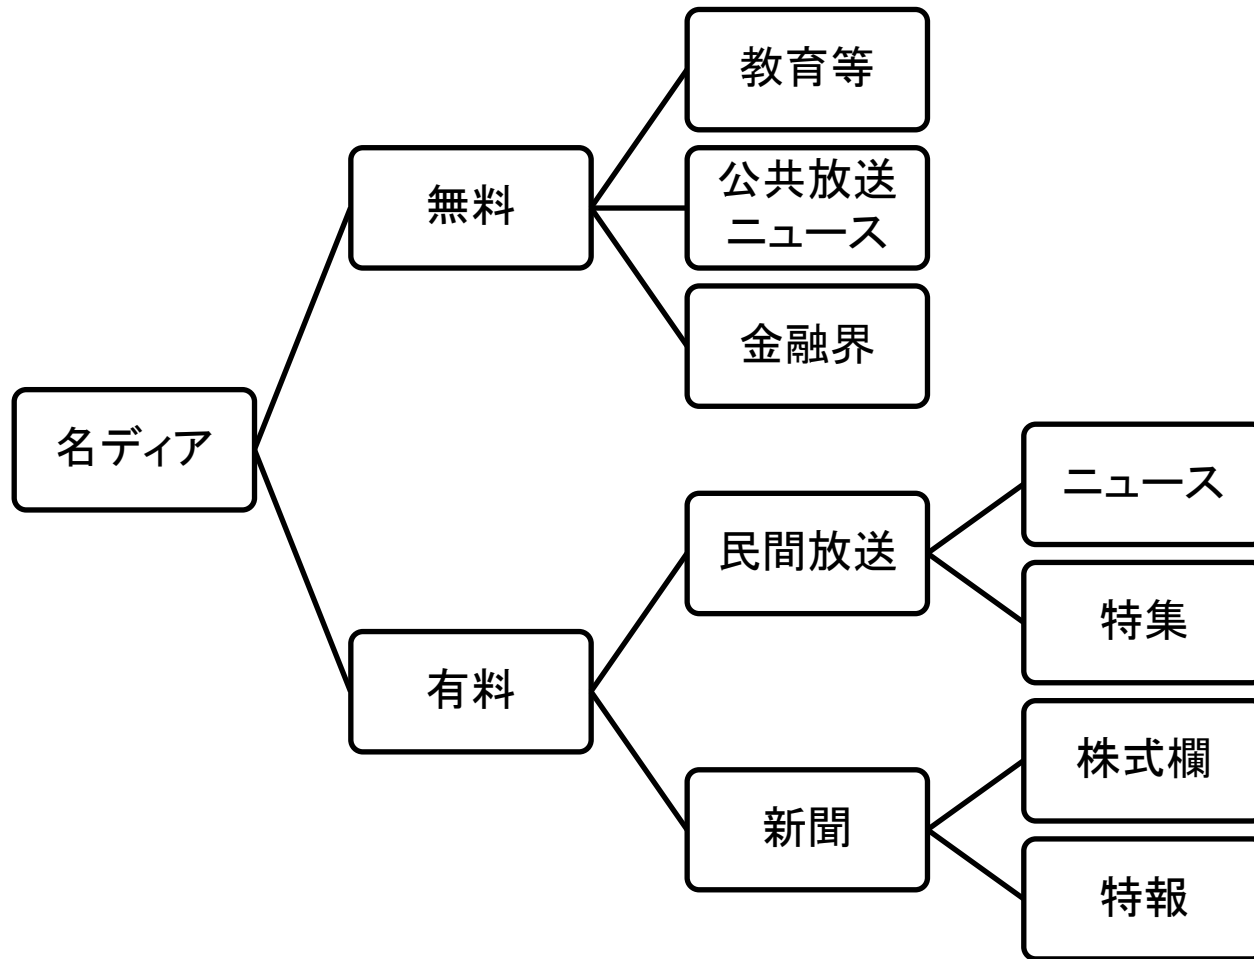 教育等
無料
公共放送
ニュース
金融界
名ディア
民間放送
ニュース
特集
有料
新聞
株式欄
特報